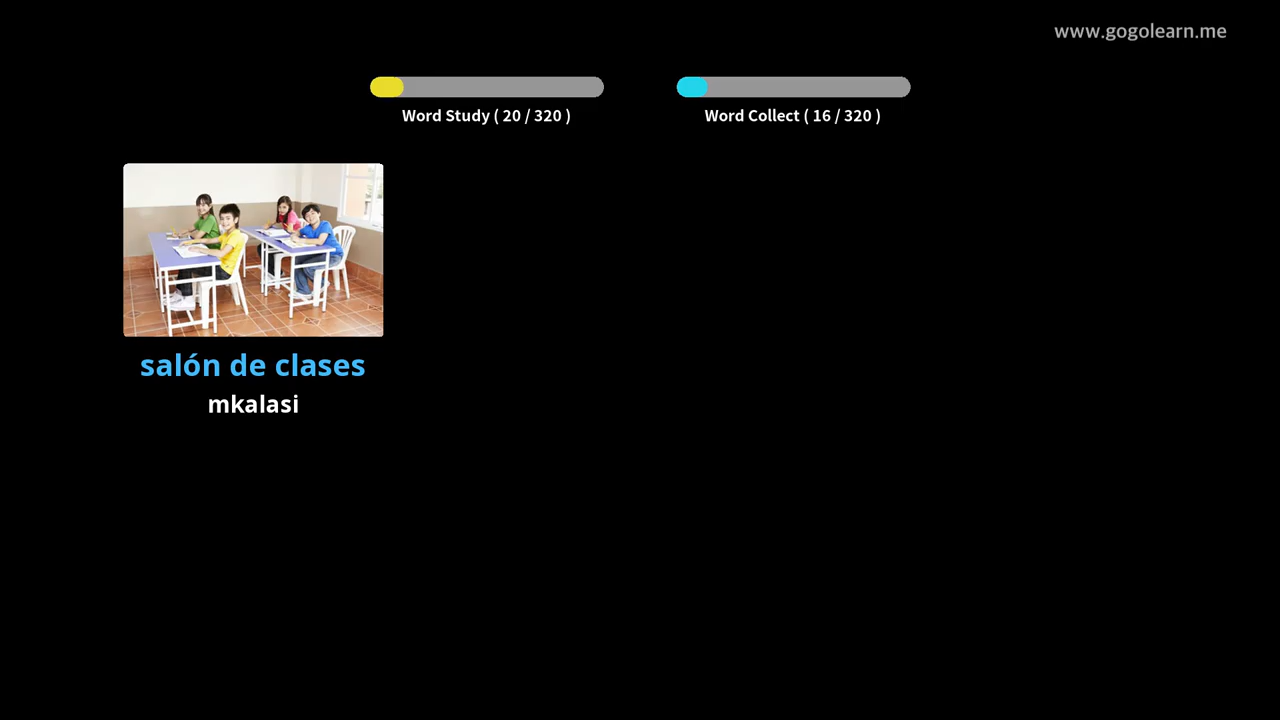 www.gogolearn.me
Word Study ( 20 / 320 )
Word Collect ( 16 / 320 )
salón de clases
mkalasi